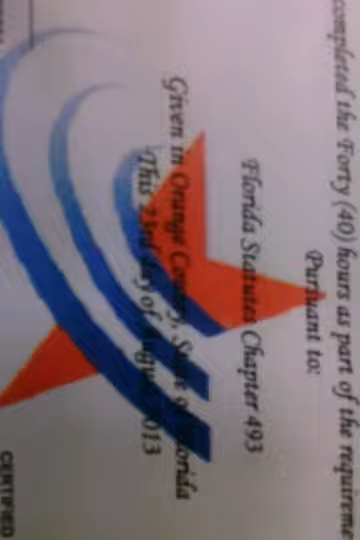 completed the Forty (40) hours as part of the requireme
Pursuant to:
Florida Statutes Chapter 493
Given in Orange County, State of Florida
This 23rd day of August 2013
CERTIFIED